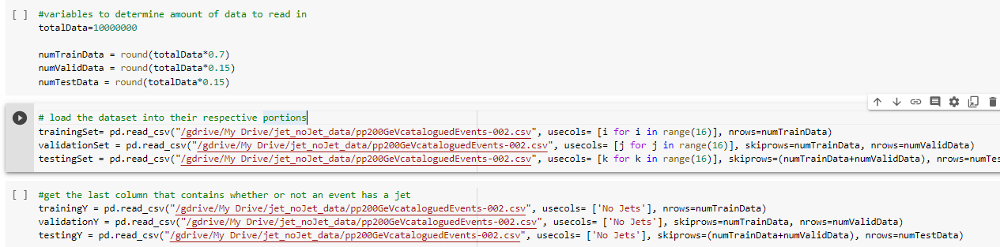 [ ] #variables to determine amount of data to read in
totalData=10000000
numTrainData = round(totalData*0.7)
numValidData = round(totalData*0.15)
numTestData = round(totalData*0.15)
# load the dataset into their respective portions
trainingSet= pd.read_csv("/gdrive/My Drive/jet_noJet_data/pp200GeVcataloguedEvents-002.csv", usecols= [i for i in range(16)], nrows=numTrainData)
validationSet = pd.read_csv("/gdrive/My Drive/jet_noJet_data/pp200GeVcataloguedEvents-002.csv", usecols= [j for j in range(16)], skiprows=numTrainData, nrows=numValidData)
testingSet = pd.read_csv("/gdrive/My Drive/jet_noJet_data/pp200GeVcataloguedEvents-002.csv", usecols= [k for k in range(16)], skiprows=(numTrainData+numValidData), nrows=numTes
[ ] #get the last column that contains whether or not an event has a jet
trainingY = pd.read_csv("/gdrive/My Drive/jet_noJet_data/pp200GeVcataloguedEvents-002.csv", usecols= ['No Jets'], nrows=numTrainData)
validationY = pd.read_csv("/gdrive/My Drive/jet_noJet_data/pp200GeVcataloguedEvents-002.csv", usecols= ['No Jets'], skiprows=numTrainData, nrows=numValidData)
testingY = pd.read_csv("/gdrive/My Drive/jet_noJet_data/pp200GeVcataloguedEvents-002.csv", usecols= ['No Jets'], skiprows=(numTrainData+numValidData), nrows=numTestData)